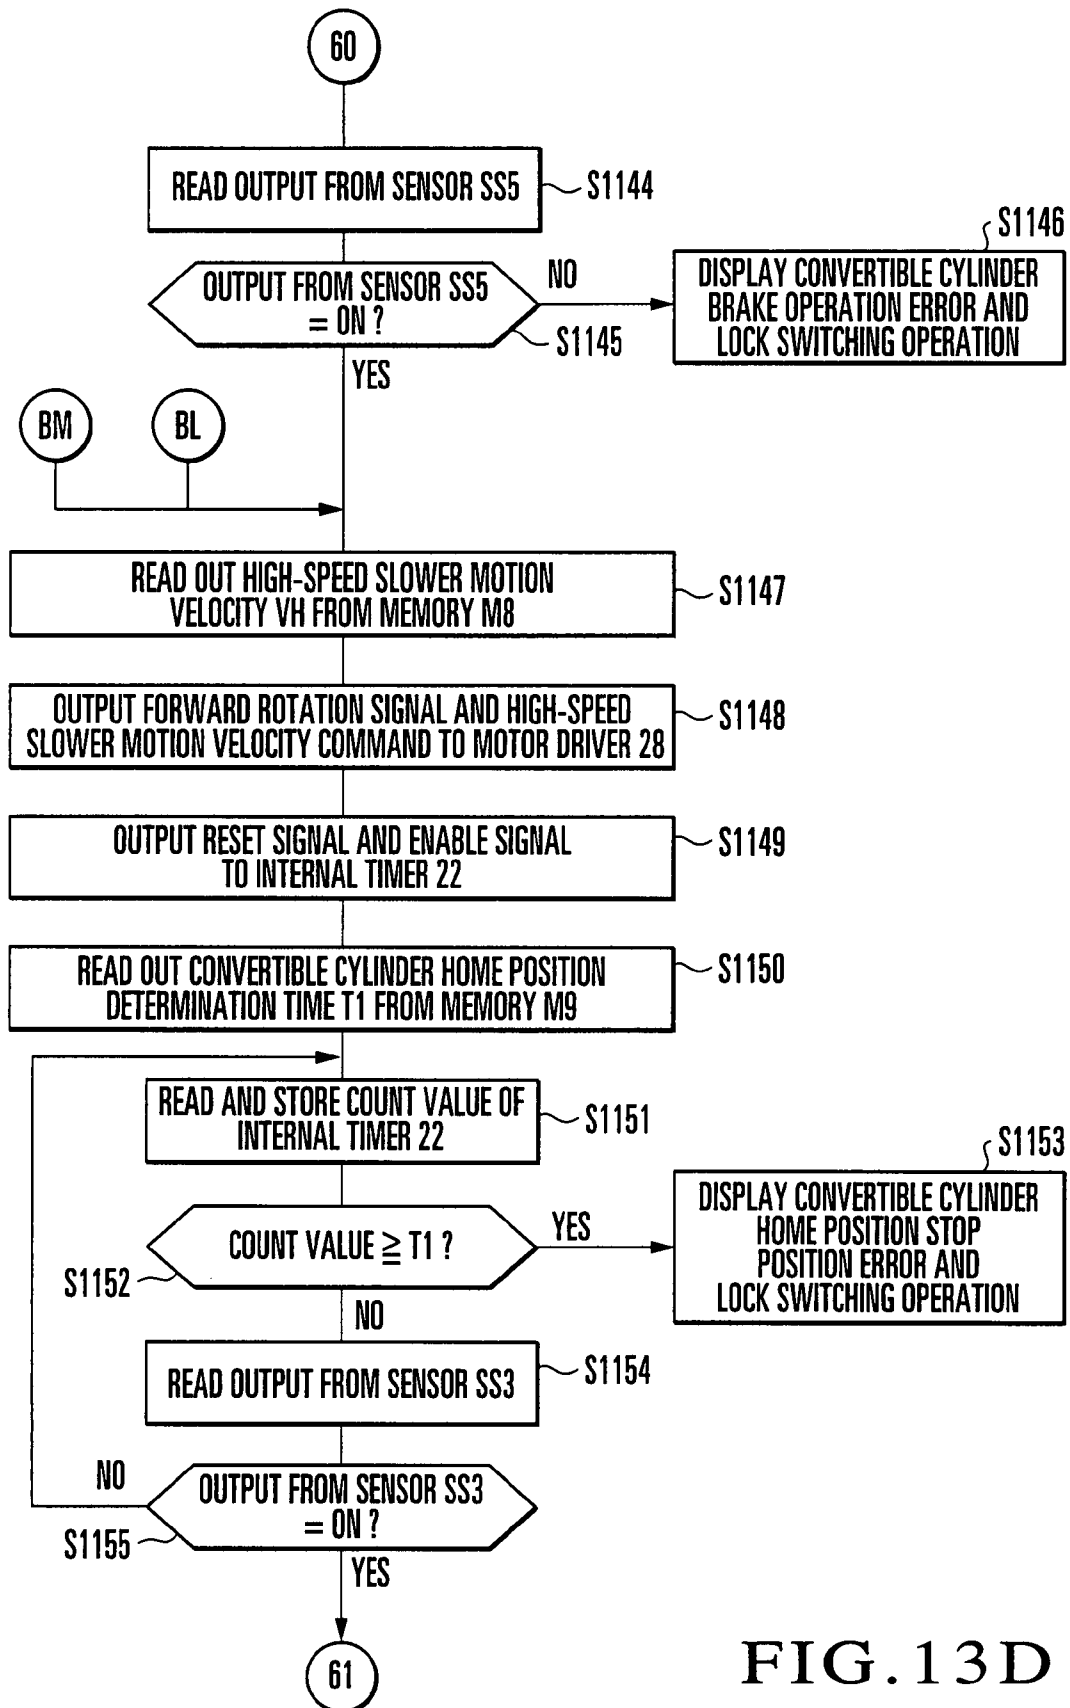 60
READ OUTPUT FROM SENSOR SS5
S1144
OUTPUT FROM SENSOR SS5
= ON ?
NO
S1145
YES
S1146
DISPLAY CONVERTIBLE CYLINDER
BRAKE OPERATION ERROR AND
LOCK SWITCHING OPERATION
BM
BL
READ OUT HIGH-SPEED SLOWER MOTION
VELOCITY VH FROM MEMORY M8
S1147
OUTPUT FORWARD ROTATION SIGNAL AND HIGH-SPEED
SLOWER MOTION VELOCITY COMMAND TO MOTOR DRIVER 28
S1148
OUTPUT RESET SIGNAL AND ENABLE SIGNAL
TO INTERNAL TIMER 22
S1149
READ OUT CONVERTIBLE CYLINDER HOME POSITION
DETERMINATION TIME T1 FROM MEMORY M9
S1150
READ AND STORE COUNT VALUE OF
INTERNAL TIMER 22
S1151
COUNT VALUE ≧ T1 ?
YES
S1152
NO
S1153
DISPLAY CONVERTIBLE CYLINDER
HOME POSITION STOP
POSITION ERROR AND
LOCK SWITCHING OPERATION
READ OUTPUT FROM SENSOR SS3
S1154
NO
OUTPUT FROM SENSOR SS3
= ON ?
S1155
YES
61
FIG.13D